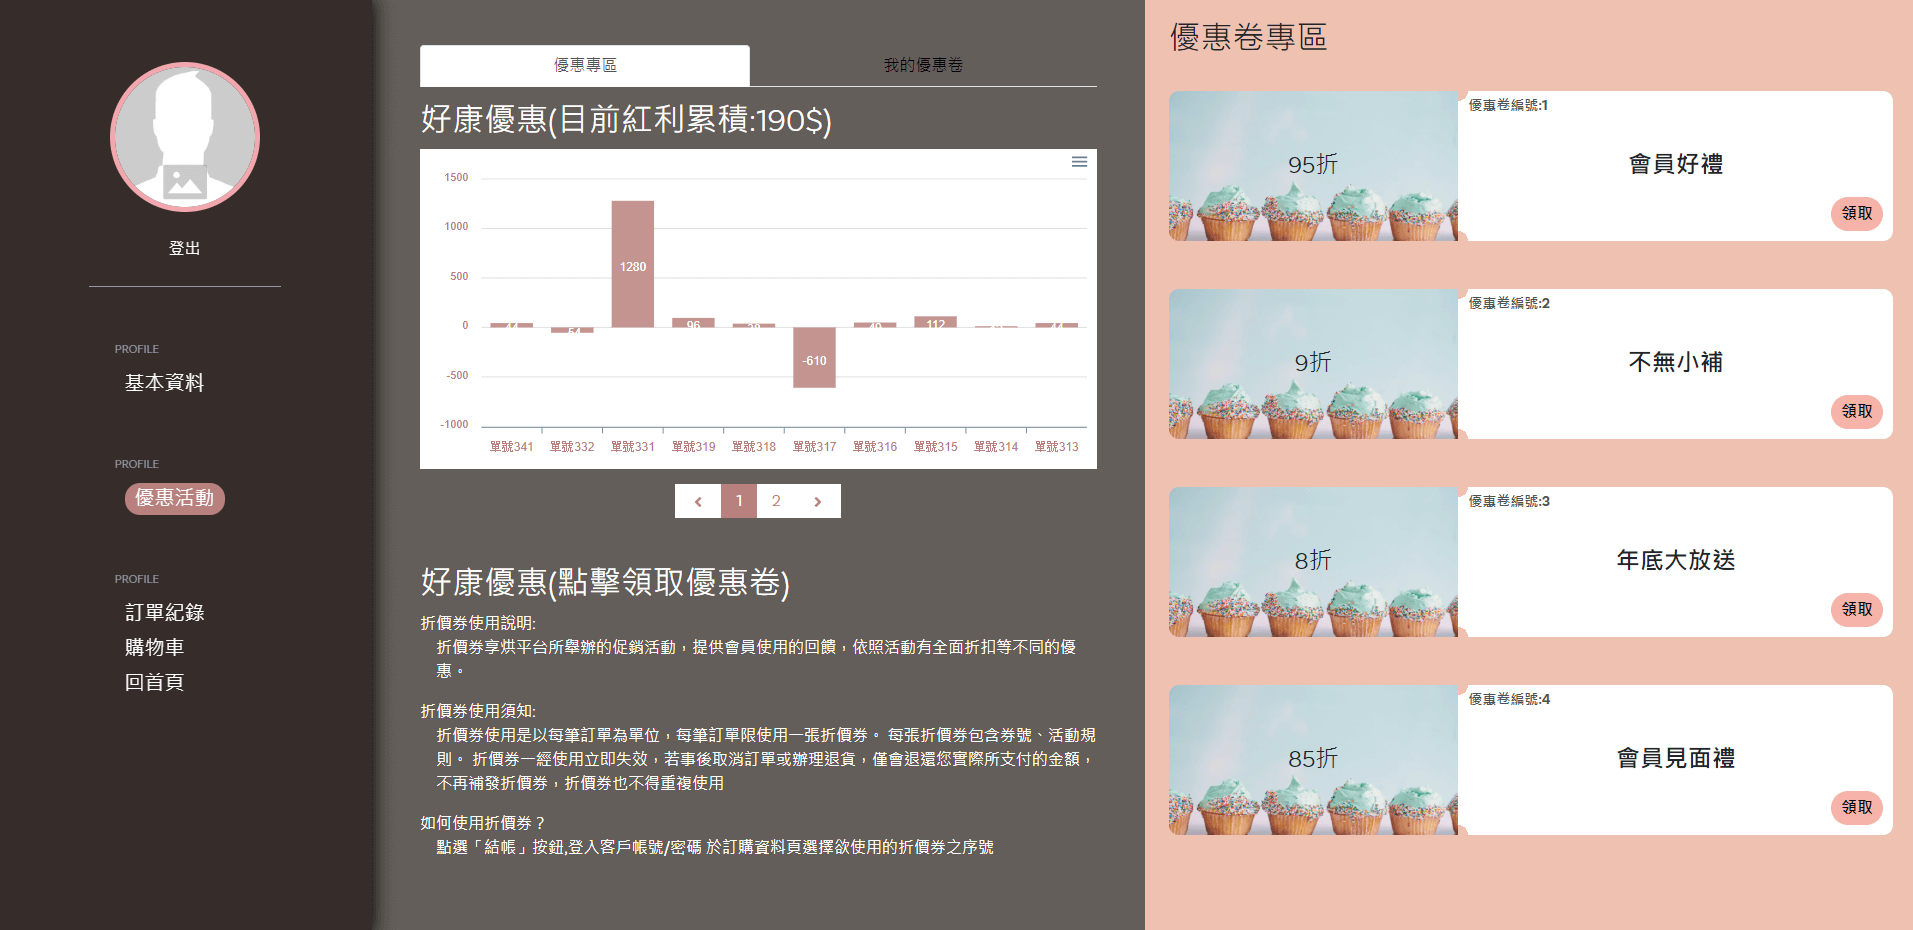 登出
PROFILE
基本資料
PROFILE
優惠活動
PROFILE
訂單紀錄
購物車
回首頁
優惠專區
我的優惠卷
好康優惠(目前紅利累積:190$)
1500
1000
500
0
-500
-1000
44
-54
1280
96
-610
112
44
單號341
單號332
單號331
單號319
單號318
單號317
單號316
單號315
單號314
單號313
1
2
好康優惠(點擊領取優惠卷)
折價券使用說明:
折價券享烘平台所舉辦的促銷活動，提供會員使用的回饋，依照活動有全面折扣等不同的優
惠。
折價券使用須知:
折價券使用是以每筆訂單為單位，每筆訂單限使用一張折價券。 每張折價券包含券號、活動規
則。 折價券一經使用立即失效，若事後取消訂單或辦理退貨，僅會退還您實際所支付的金額，
不再補發折價券，折價券也不得重複使用
如何使用折價券？
點選「結帳」按鈕,登入客戶帳號/密碼 於訂購資料頁選擇欲使用的折價券之序號
優惠卷專區
優惠卷編號:1
95折
會員好禮
領取
優惠卷編號:2
9折
不無小補
領取
優惠卷編號:3
8折
年底大放送
領取
優惠卷編號:4
85折
會員見面禮
領取